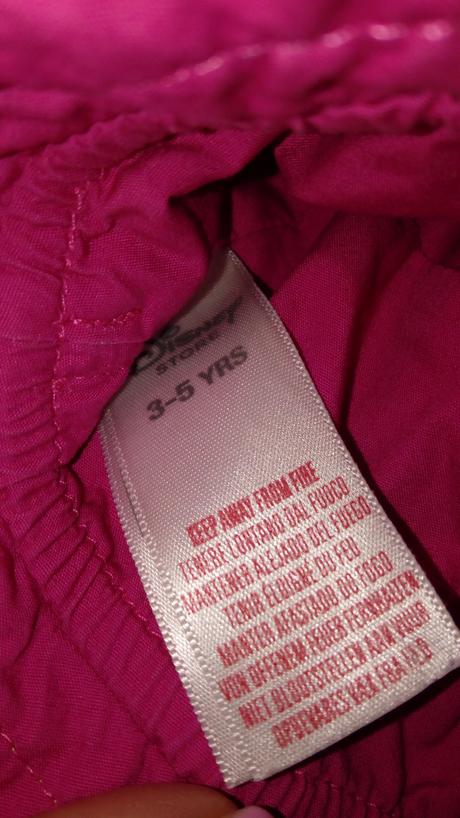 Disney
STORE
3-5 YRS
KEEP AWAY FROM FIRE
TENERE LONTANO DAL FUOCO
MANTENER ALEJADO DEL FUEGO
TENIR ÉLOIGNE DU FEU
MANTER AFASTADO DO FOGO
VON OFFENEM FEUER FERNHALTEN
NIET BLOOTSTELLEN AAN VUUR
OPBEVARES VÆK FRA ILD